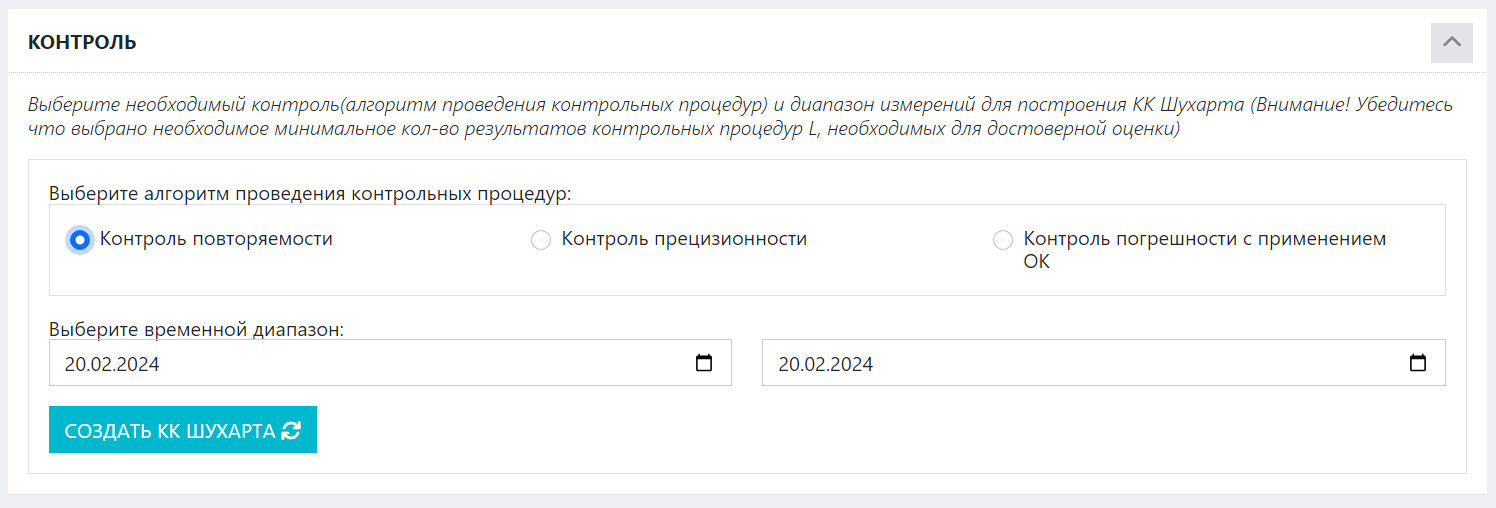 КОНТРОЛЬ
Выберите необходимый контроль(алгоритм проведения контрольных процедур) и диапазон измерений для построения КК Шухарта (Внимание! Убедитесь
что выбрано необходимое минимальное кол-во результатов контрольных процедур L, необходимых для достоверной оценки)
Выберите алгоритм проведения контрольных процедур:
Контроль повторяемости
Контроль прецизионности
Контроль погрешности с применением
ОК
Выберите временной диапазон:
20.02.2024
20.02.2024
СОЗДАТЬ КК ШУХАРТА